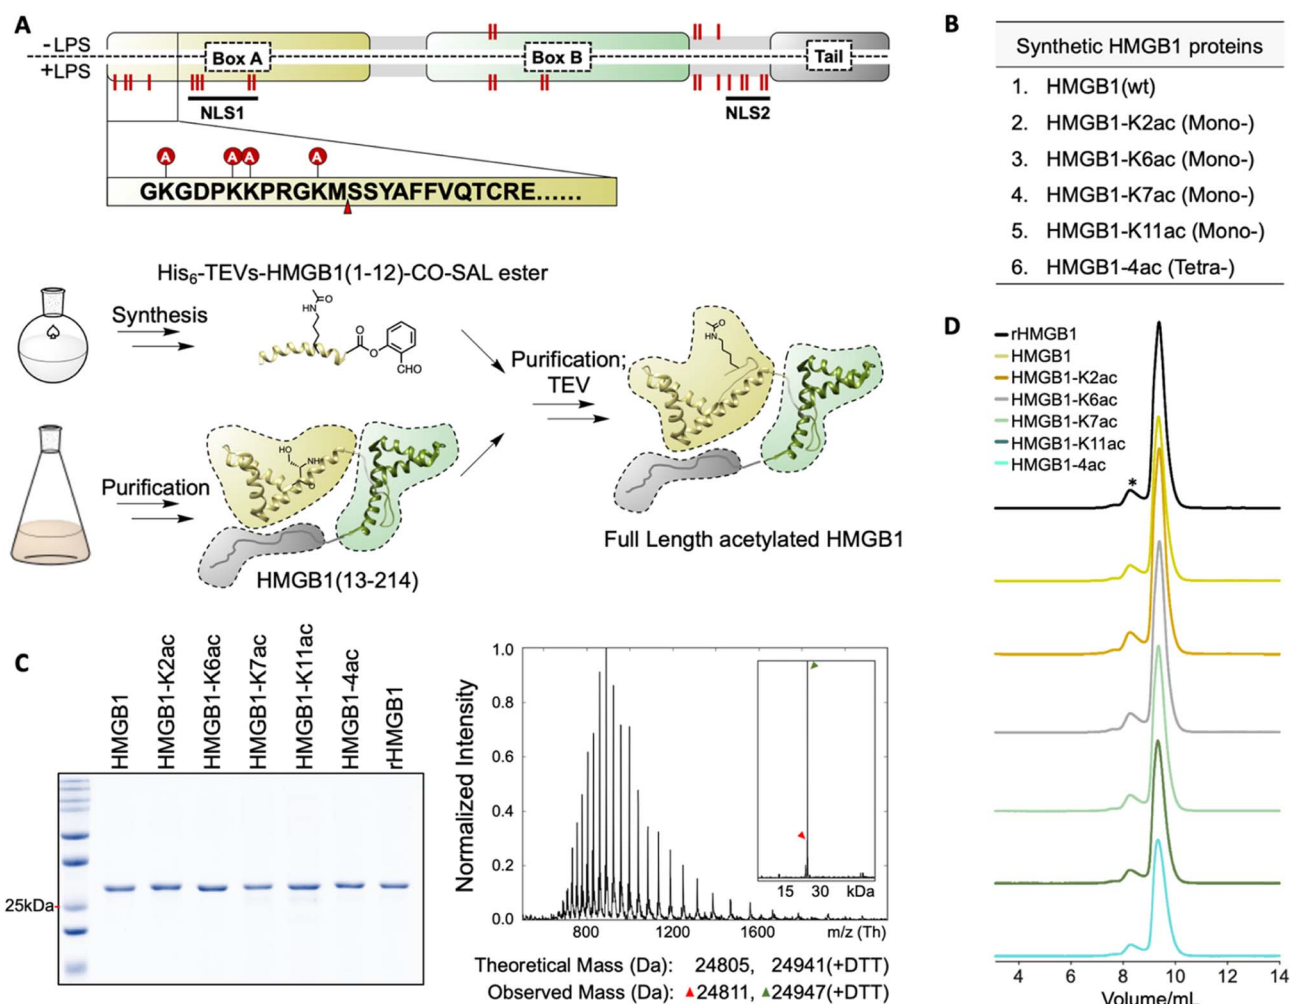 A
-LPS
+LPS
Box A
Box B
Tail
NLS1
NLS2
A A A A
GKGDPKKPRGKMSSYAFFVQTCRE......
His6-TEVs-HMGB1(1-12)-CO-SAL ester
Synthesis
HN
O
O
O
CHO
Purification
HO
NH
O
HMGB1(13-214)
Purification;
TEV
HN
O
Full Length acetylated HMGB1
B
Synthetic HMGB1 proteins
1. HMGB1(wt)
2. HMGB1-K2ac (Mono-)
3. HMGB1-K6ac (Mono-)
4. HMGB1-K7ac (Mono-)
5. HMGB1-K11ac (Mono-)
6. HMGB1-4ac (Tetra-)
C
HMGB1
HMGB1-K2ac
HMGB1-K6ac
HMGB1-K7ac
HMGB1-K11ac
HMGB1-4ac
rHMGB1
25kDa
Normalized Intensity
1.0
0.8
0.6
0.4
0.2
0.0
800 1200 1600 m/z (Th)
15 30 kDa
Theoretical Mass (Da): 24805, 24941(+DTT)
Observed Mass (Da): 24811, 24947(+DTT)
D
rHMGB1
HMGB1
HMGB1-K2ac
HMGB1-K6ac
HMGB1-K7ac
HMGB1-K11ac
HMGB1-4ac
*
4 6 8 10 12 14
Volume/mL